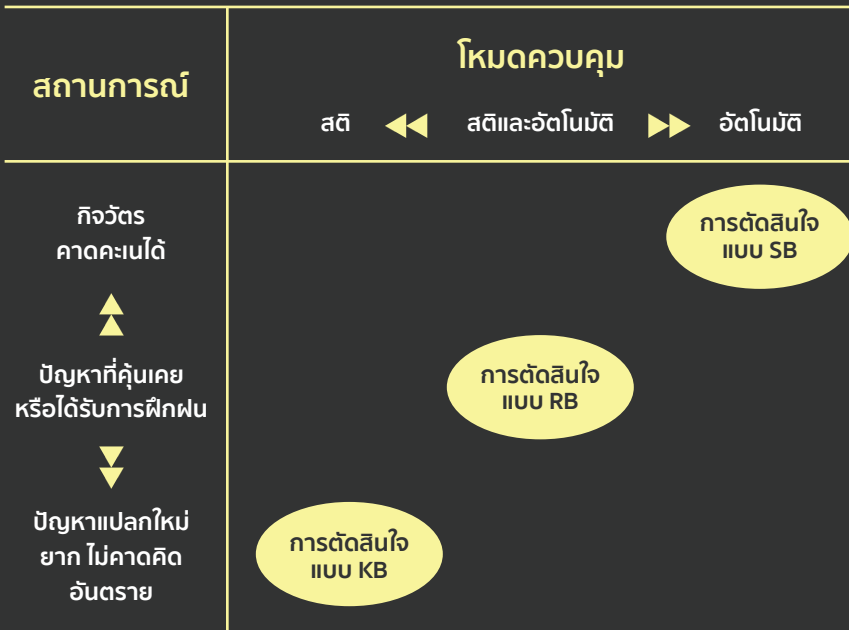 สถานการณ์
โหมดควบคุม
สติ สติและอัตโนมัติ อัตโนมัติ
กิจวัตร
คาดคะเนได้
การตัดสินใจ
แบบ SB
ปัญหาที่คุ้นเคย
หรือได้รับการฝึกฝน
การตัดสินใจ
แบบ RB
ปัญหาแปลกใหม่
ยาก ไม่คาดคิด
อันตราย
การตัดสินใจ
แบบ KB